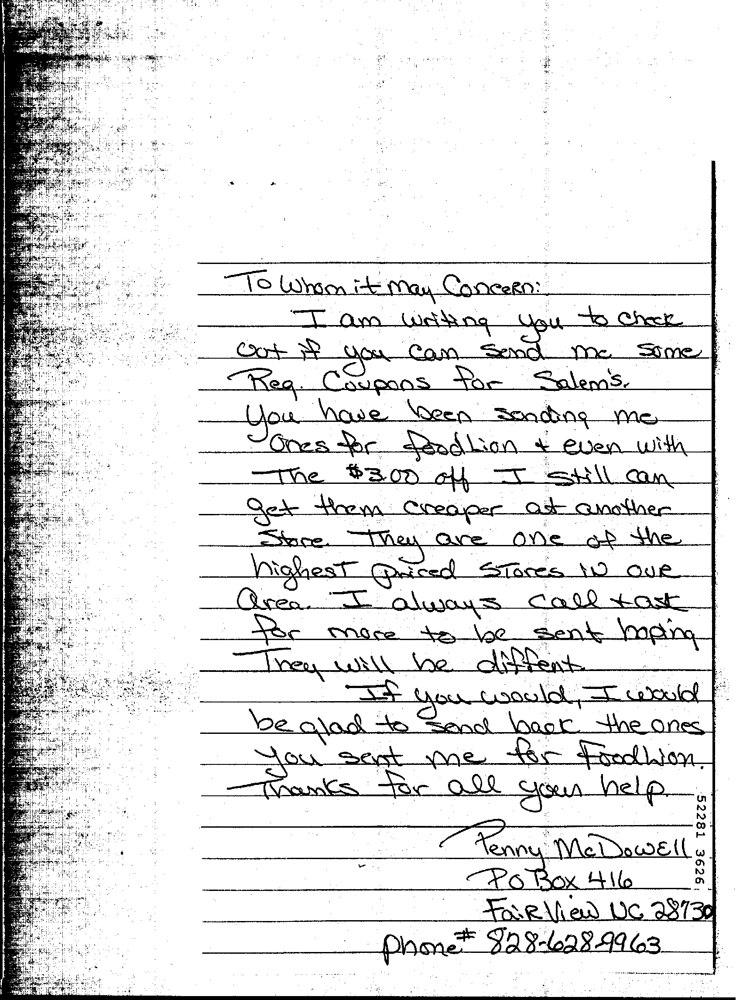 To Whom it may Concern:
I am writing you to check
out if you can send me some
Reg. Coupons for Salem's.
You have been sending me
ones for foodLion & even with
The $3.00 off I still can
get them creaper at another
Store. They are one of the
highest priced stores in our
area. I always call & ask
for more to be sent hoping
They will be diffent.
If you would, I would
be glad to send back the ones
you sent me for FoodLion.
Thanks for all your help.
Penny McDowell
PO Box 416
FairView NC 28730
phone# 828-628-9963
52281 3626